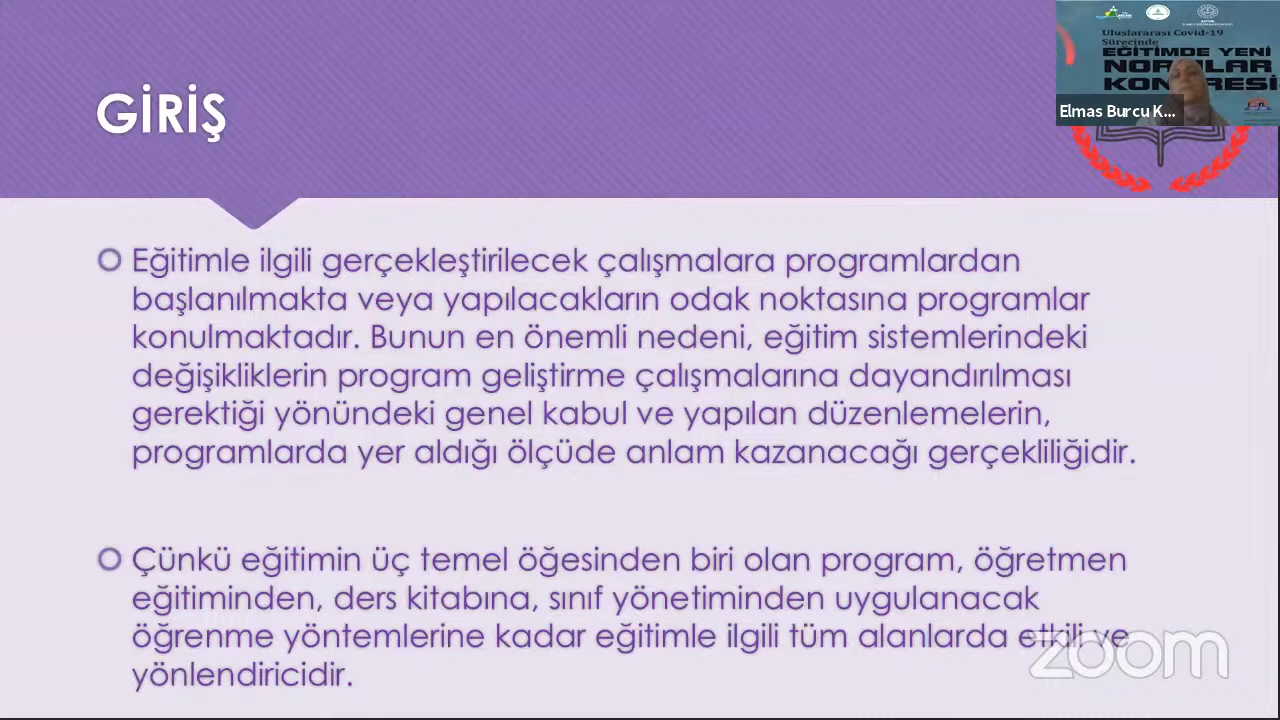 GİRİŞ
Uluslararası Covid-19
Sürecinde
EĞİTİMDE YENİ
Elmas Burcu K...
Eğitimle ilgili gerçekleştirilecek çalışmalara programlardan
başlanılmakta veya yapılacakların odak noktasına programlar
konulmaktadır. Bunun en önemli nedeni, eğitim sistemlerindeki
değişikliklerin program geliştirme çalışmalarına dayandırılması
gerektiği yönündeki genel kabul ve yapılan düzenlemelerin,
programlarda yer aldığı ölçüde anlam kazanacağı gerçekliliğidir.
Çünkü eğitimin üç temel öğesinden biri olan program, öğretmen
eğitiminden, ders kitabına, sınıf yönetiminden uygulanacak
öğrenme yöntemlerine kadar eğitimle ilgili tüm alanlarda etkili ve
yönlendiricidir.
zoom